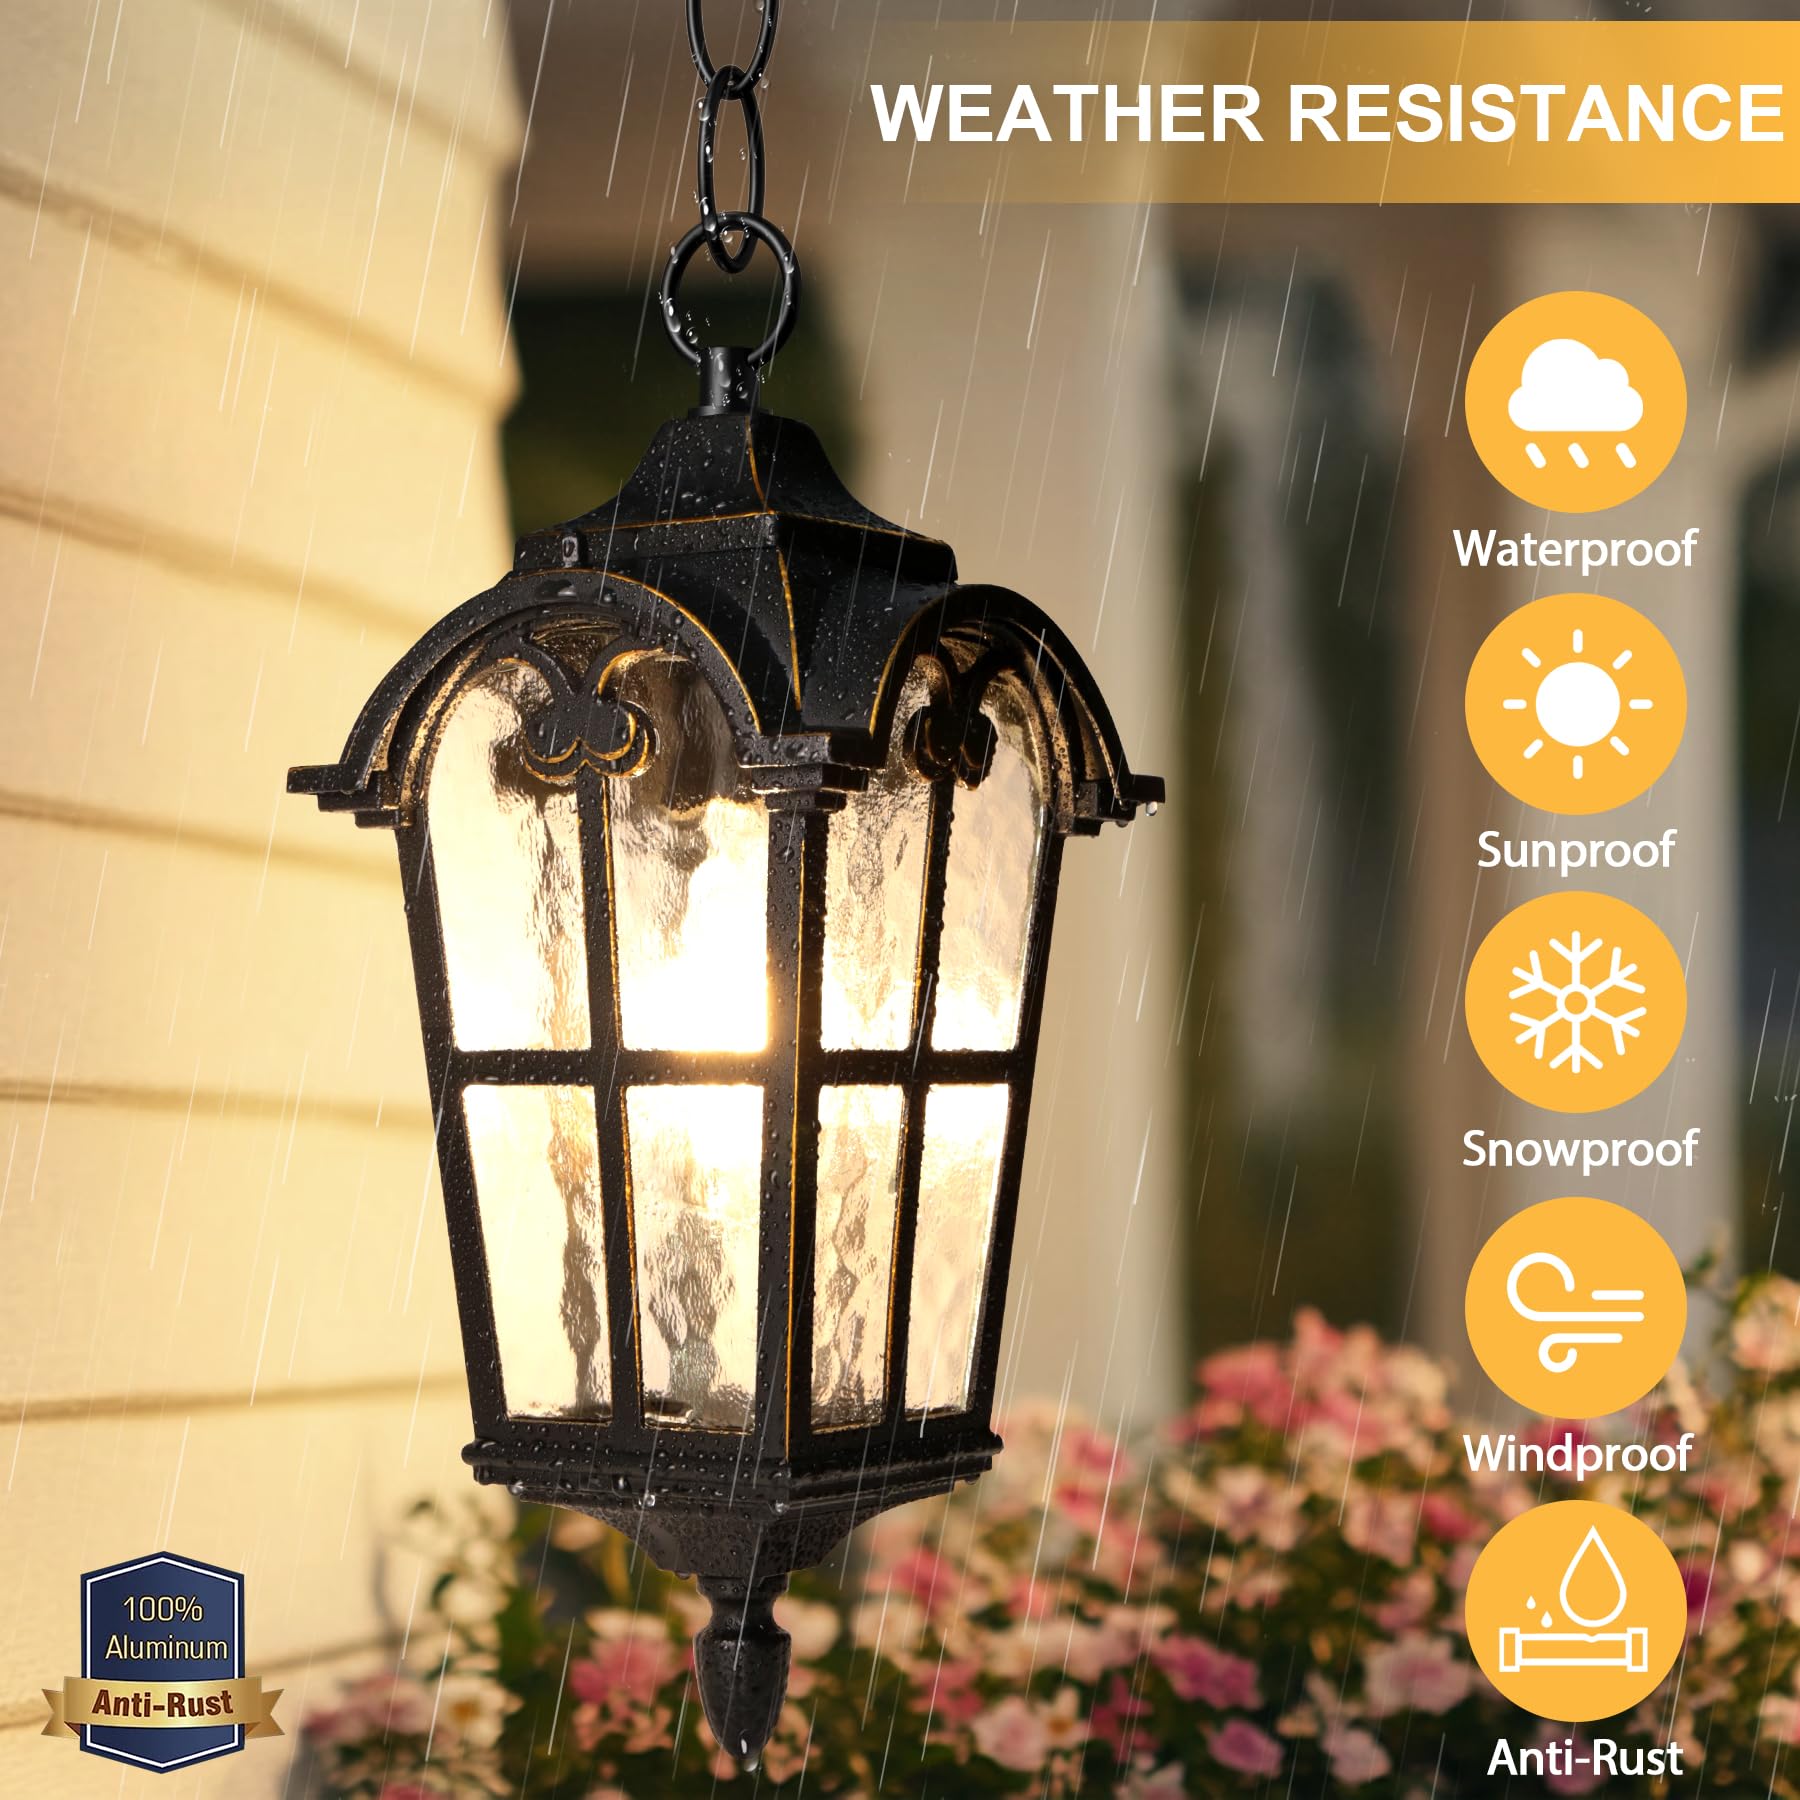 WEATHER RESISTANCE
Waterproof
Sunproof
Snowproof
Windproof
Anti-Rust
100%
Aluminum
Anti-Rust